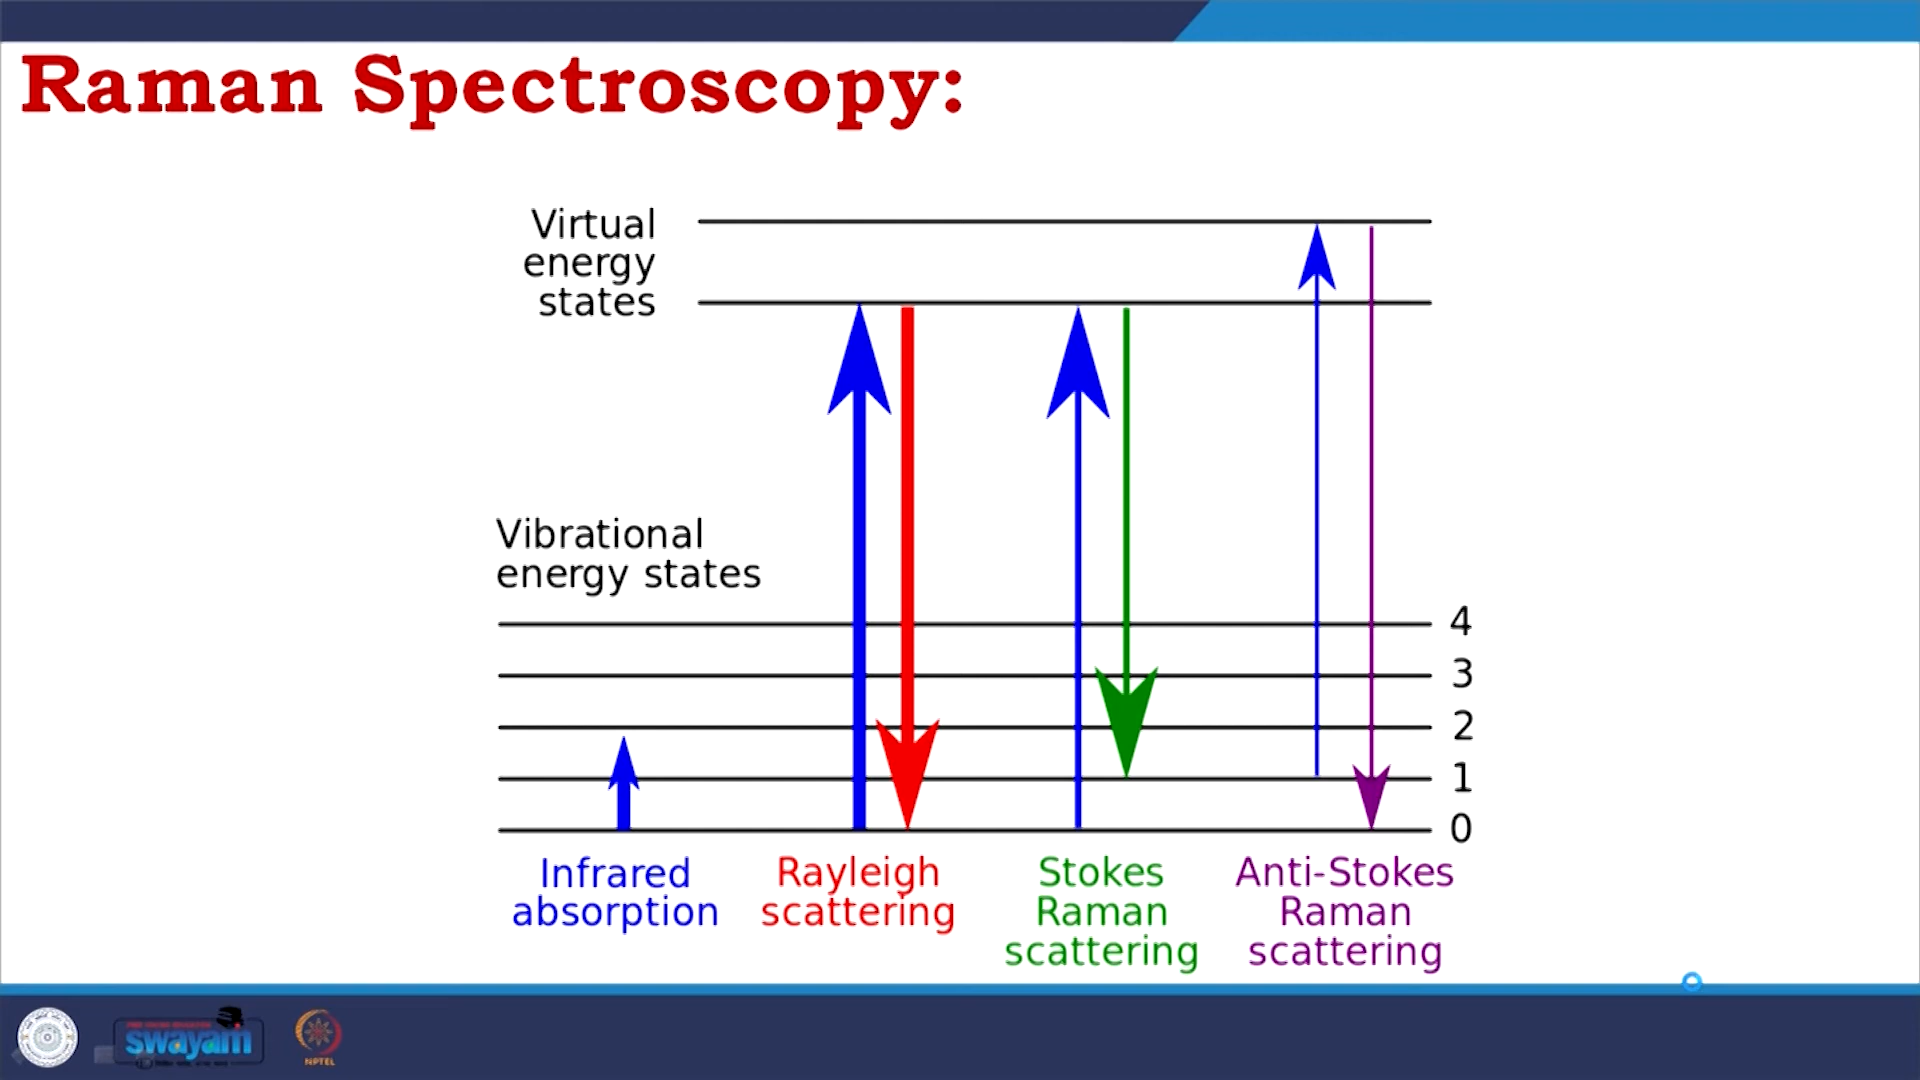 Raman Spectroscopy:
Virtual
energy
states
Vibrational
energy states
4
3
2
1
0
Infrared
absorption
Rayleigh
scattering
Stokes
Raman
scattering
Anti-Stokes
Raman
scattering
swayam
NPTEL